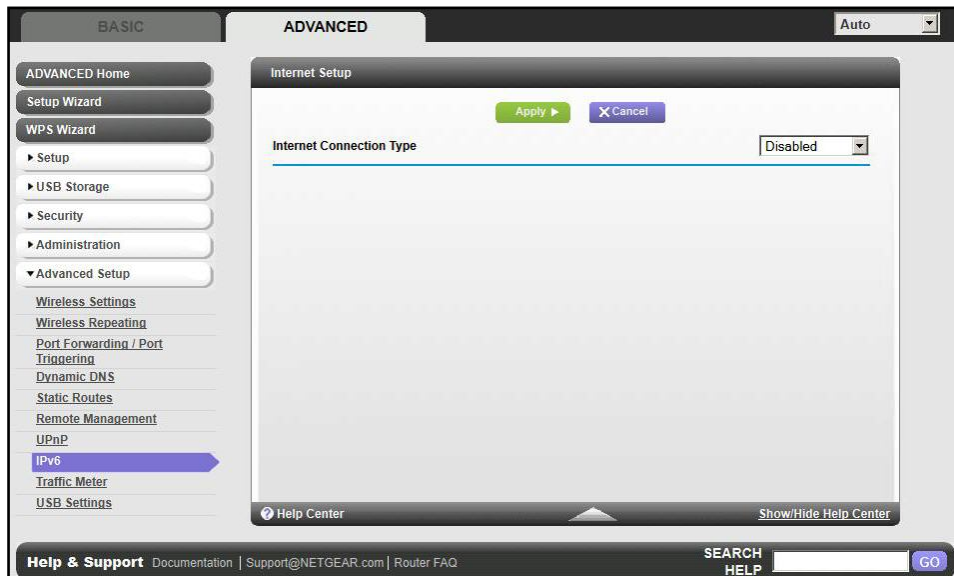 BASIC
ADVANCED
Auto
ADVANCED Home
Setup Wizard
WPS Wizard
Setup
USB Storage
Security
Administration
Advanced Setup
Wireless Settings
Wireless Repeating
Port Forwarding / Port
Triggering
Dynamic DNS
Static Routes
Remote Management
UPnP
IPv6
Traffic Meter
USB Settings
Internet Setup
Apply
X Cancel
Internet Connection Type
Disabled
? Help Center
Show/Hide Help Center
Help & Support Documentation | Support@NETGEAR.com | Router FAQ
SEARCH
HELP
GO